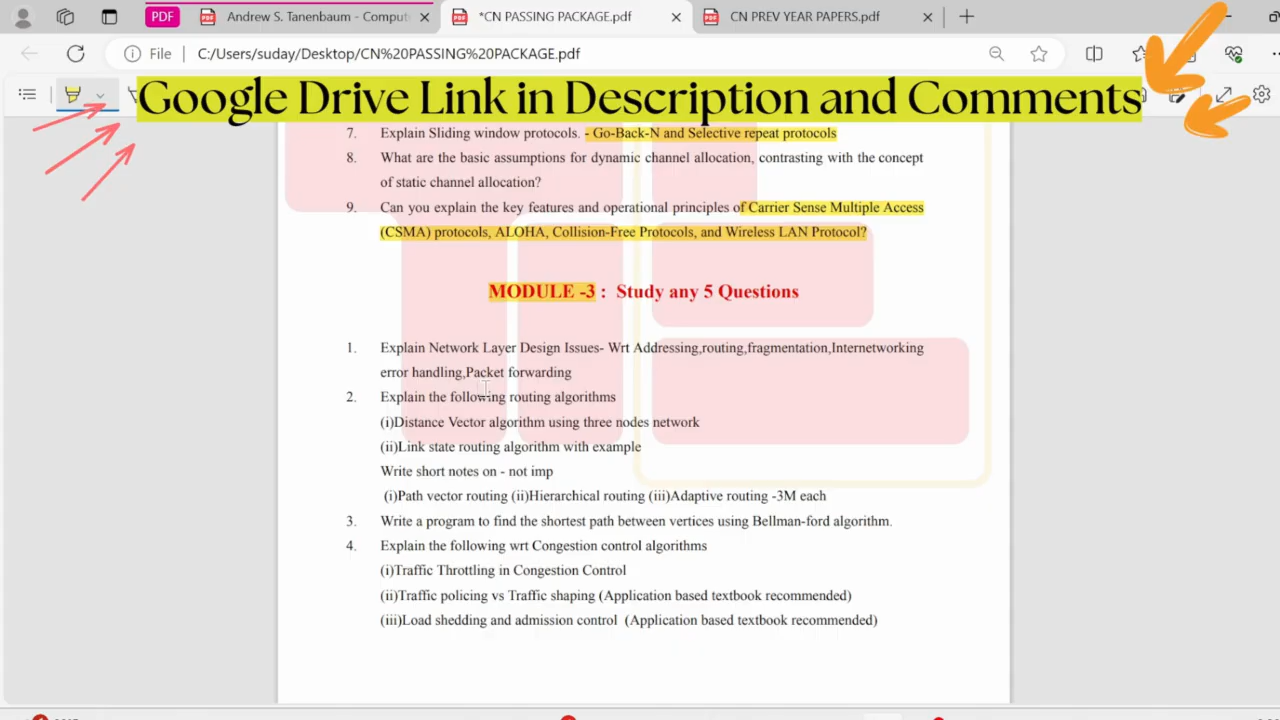 PDF
Andrew S. Tanenbaum - Comput
*CN PASSING PACKAGE.pdf
CN PREV YEAR PAPERS.pdf
File
C:/Users/suday/Desktop/CN%20PASSING%20PACKAGE.pdf
Google Drive Link in Description and Comments
7. Explain Sliding window protocols. - Go-Back-N and Selective repeat protocols
8. What are the basic assumptions for dynamic channel allocation, contrasting with the concept
of static channel allocation?
9. Can you explain the key features and operational principles of Carrier Sense Multiple Access
(CSMA) protocols, ALOHA, Collision-Free Protocols, and Wireless LAN Protocol?
MODULE -3 : Study any 5 Questions
1. Explain Network Layer Design Issues- Wrt Addressing,routing,fragmentation,Internetworking
error handling,Packet forwarding
2. Explain the following routing algorithms
(i)Distance Vector algorithm using three nodes network
(ii)Link state routing algorithm with example
Write short notes on - not imp
(i)Path vector routing (ii)Hierarchical routing (iii)Adaptive routing -3M each
3. Write a program to find the shortest path between vertices using Bellman-ford algorithm.
4. Explain the following wrt Congestion control algorithms
(i)Traffic Throttling in Congestion Control
(ii)Traffic policing vs Traffic shaping (Application based textbook recommended)
(iii)Load shedding and admission control (Application based textbook recommended)